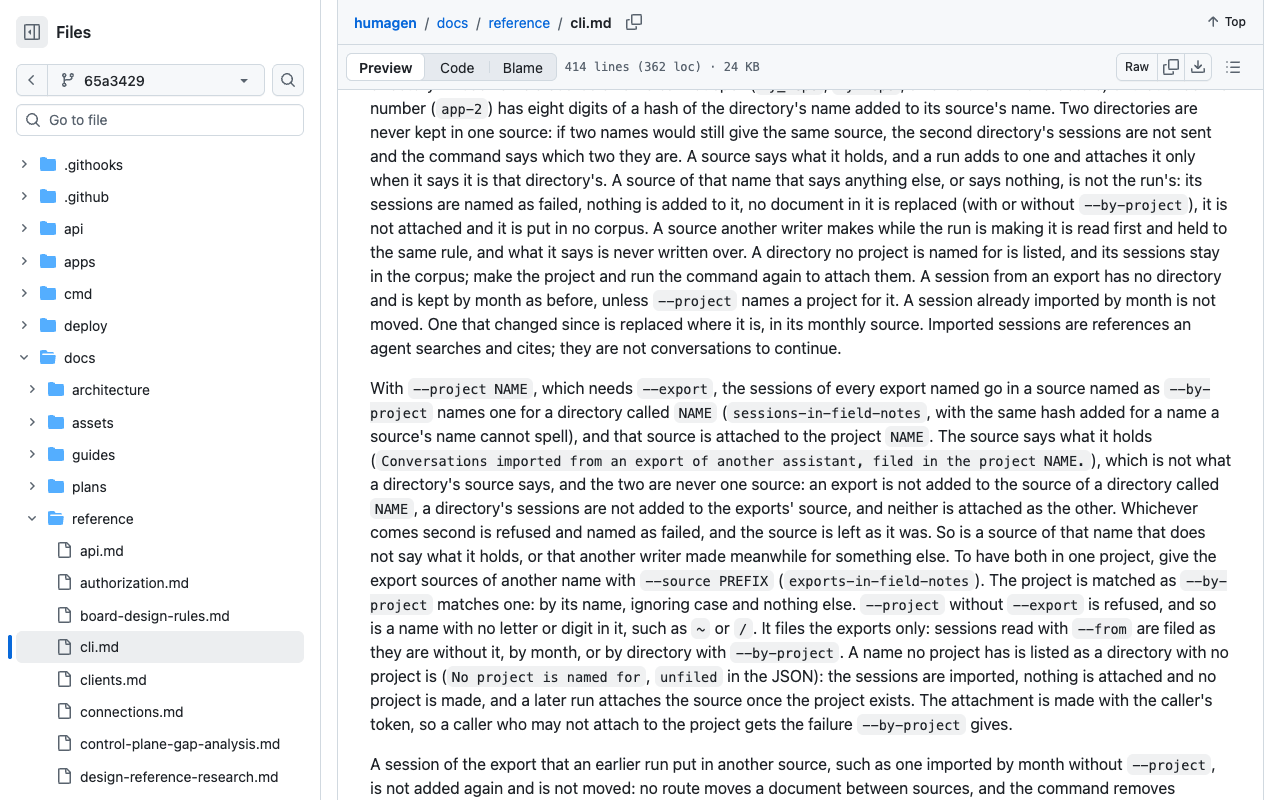 Files
humagen / docs / reference / cli.md
Top
65a3429
Preview
Code
Blame
414 lines (362 loc) · 24 KB
Raw
Go to file
.githooks
.github
api
apps
cmd
deploy
docs
architecture
assets
guides
plans
reference
api.md
authorization.md
board-design-rules.md
cli.md
clients.md
connections.md
control-plane-gap-analysis.md
design-reference-research.md
number ( app-2 ) has eight digits of a hash of the directory's name added to its source's name. Two directories are
never kept in one source: if two names would still give the same source, the second directory's sessions are not sent
and the command says which two they are. A source says what it holds, and a run adds to one and attaches it only
when it says it is that directory's. A source of that name that says anything else, or says nothing, is not the run's: its
sessions are named as failed, nothing is added to it, no document in it is replaced (with or without --by-project ), it is
not attached and it is put in no corpus. A source another writer makes while the run is making it is read first and held to
the same rule, and what it says is never written over. A directory no project is named for is listed, and its sessions stay
in the corpus; make the project and run the command again to attach them. A session from an export has no directory
and is kept by month as before, unless --project names a project for it. A session already imported by month is not
moved. One that changed since is replaced where it is, in its monthly source. Imported sessions are references an
agent searches and cites; they are not conversations to continue.
With --project NAME , which needs --export , the sessions of every export named go in a source named as --by-
project names one for a directory called NAME ( sessions-in-field-notes , with the same hash added for a name a
source's name cannot spell), and that source is attached to the project NAME . The source says what it holds
( Conversations imported from an export of another assistant, filed in the project NAME. ), which is not what
a directory's source says, and the two are never one source: an export is not added to the source of a directory called
NAME , a directory's sessions are not added to the exports' source, and neither is attached as the other. Whichever
comes second is refused and named as failed, and the source is left as it was. So is a source of that name that does
not say what it holds, or that another writer made meanwhile for something else. To have both in one project, give the
export sources of another name with --source PREFIX ( exports-in-field-notes ). The project is matched as --by-
project matches one: by its name, ignoring case and nothing else. --project without --export is refused, and so
is a name with no letter or digit in it, such as ~ or / . It files the exports only: sessions read with --from are filed as
they are without it, by month, or by directory with --by-project . A name no project has is listed as a directory with no
project is ( No project is named for , unfiled in the JSON): the sessions are imported, nothing is attached and no
project is made, and a later run attaches the source once the project exists. The attachment is made with the caller's
token, so a caller who may not attach to the project gets the failure --by-project gives.
A session of the export that an earlier run put in another source, such as one imported by month without --project ,
is not added again and is not moved: no route moves a document between sources, and the command removes